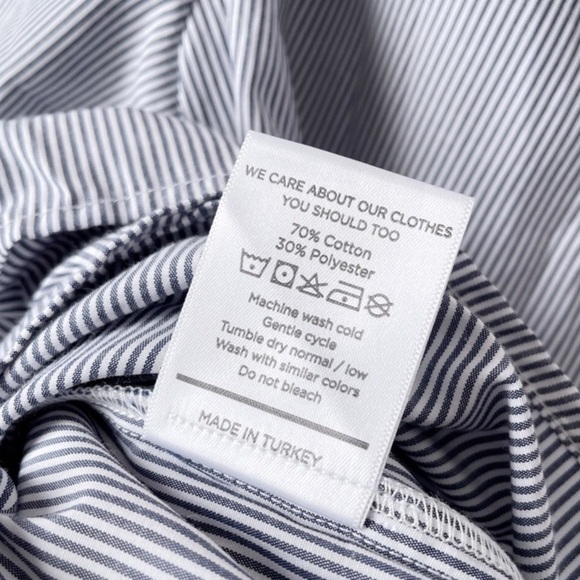 WE CARE ABOUT OUR CLOTHES
YOU SHOULD TOO
70% Cotton
30% Polyester
Machine wash cold
Gentle cycle
Tumble dry normal / low
Wash with similar colors
Do not bleach
MADE IN TURKEY